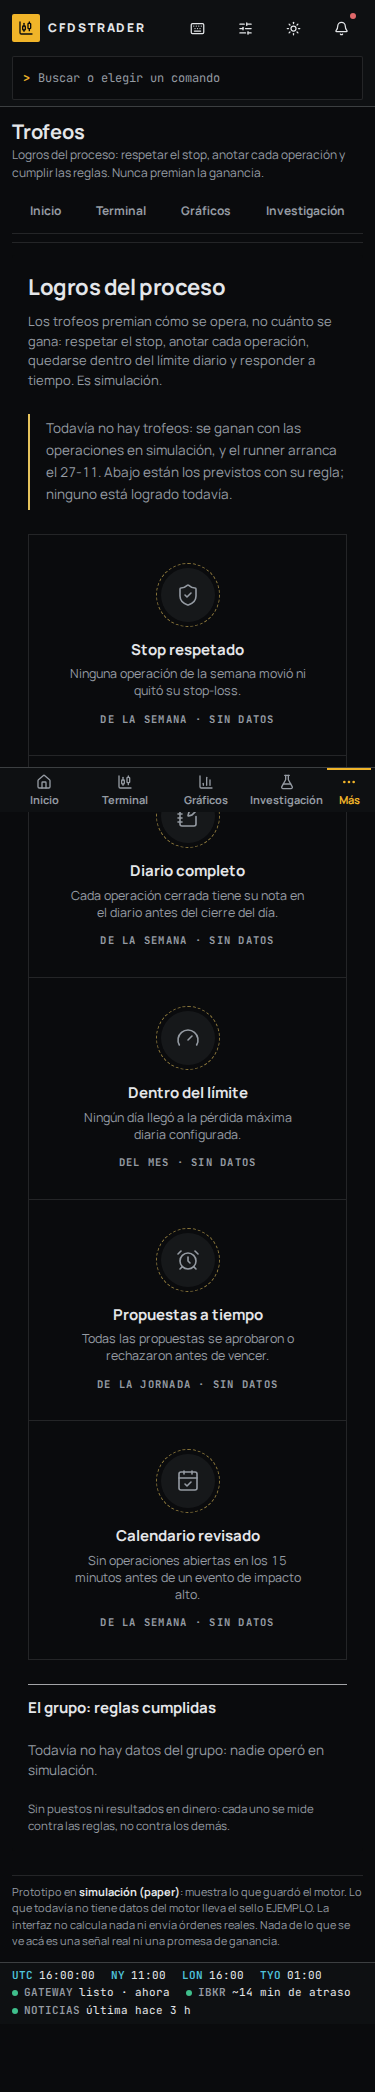 CFDSTRADER
> Buscar o elegir un comando
Trofeos
Logros del proceso: respetar el stop, anotar cada operación y
cumplir las reglas. Nunca premian la ganancia.
Inicio Terminal Gráficos Investigación
Logros del proceso
Los trofeos premian cómo se opera, no cuánto se
gana: respetar el stop, anotar cada operación,
quedarse dentro del límite diario y responder a
tiempo. Es simulación.
Todavía no hay trofeos: se ganan con las
operaciones en simulación, y el runner arranca
el 27-11. Abajo están los previstos con su regla;
ninguno está logrado todavía.
Stop respetado
Ninguna operación de la semana movió ni
quitó su stop-loss.
DE LA SEMANA · SIN DATOS
Inicio Terminal Gráficos Investigación Más
Diario completo
Cada operación cerrada tiene su nota en
el diario antes del cierre del día.
DE LA SEMANA · SIN DATOS
Dentro del límite
Ningún día llegó a la pérdida máxima
diaria configurada.
DEL MES · SIN DATOS
Propuestas a tiempo
Todas las propuestas se aprobaron o
rechazaron antes de vencer.
DE LA JORNADA · SIN DATOS
Calendario revisado
Sin operaciones abiertas en los 15
minutos antes de un evento de impacto
alto.
DE LA SEMANA · SIN DATOS
El grupo: reglas cumplidas
Todavía no hay datos del grupo: nadie operó en
simulación.
Sin puestos ni resultados en dinero: cada uno se mide
contra las reglas, no contra los demás.
Prototipo en simulación (paper): muestra lo que guardó el motor. Lo
que todavía no tiene datos del motor lleva el sello EJEMPLO. La
interfaz no calcula nada ni envía órdenes reales. Nada de lo que se
ve acá es una señal real ni una promesa de ganancia.
UTC 16:00:00 NY 11:00 LON 16:00 TYO 01:00
GATEWAY listo · ahora IBKR ~14 min de atraso
NOTICIAS última hace 3 h